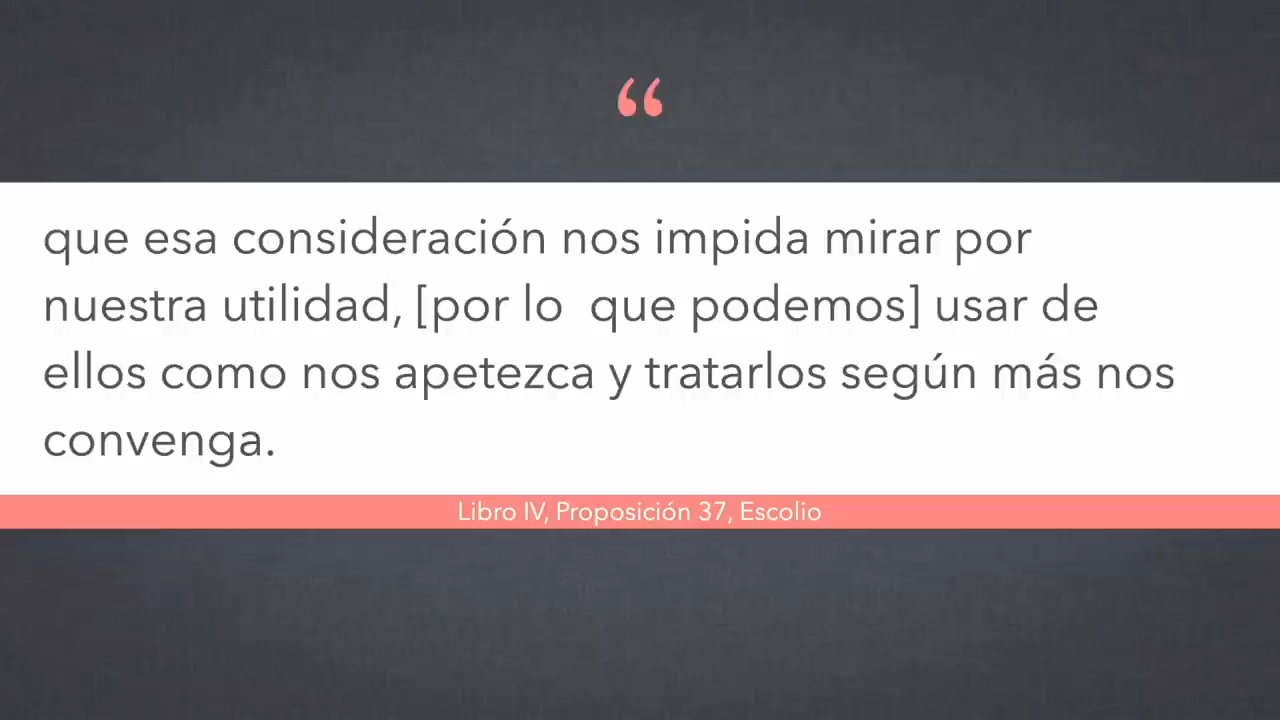 “
que esa consideración nos impida mirar por
nuestra utilidad, [por lo  que podemos] usar de
ellos como nos apetezca y tratarlos según más nos
convenga.
Libro IV, Proposición 37, Escolio